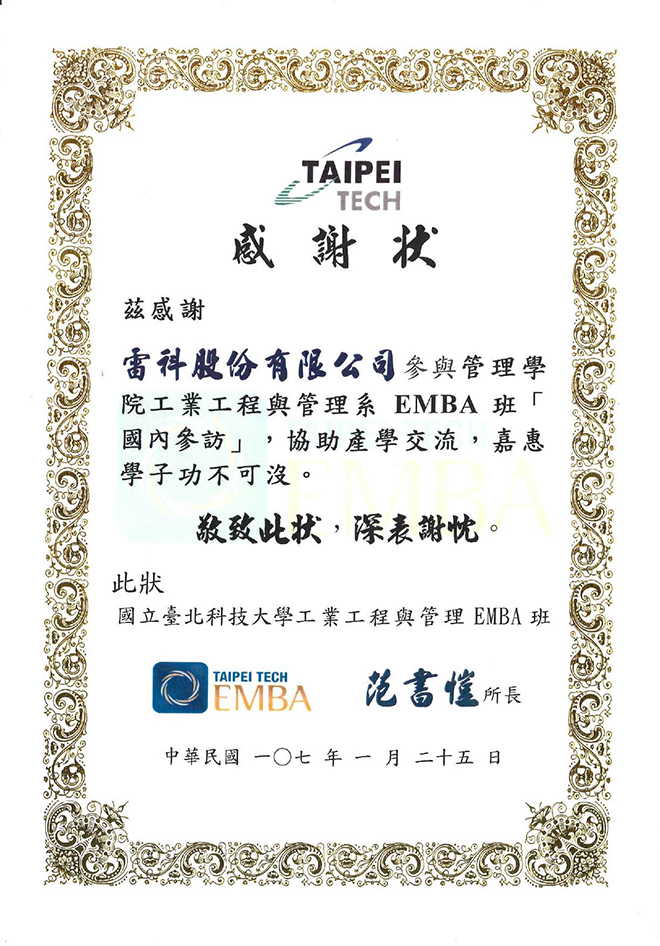 TAIPEI
TECH
感謝狀
茲感謝
雷科股份有限公司參與管理學
院工業工程與管理系 EMBA 班「
國內參訪」，協助產學交流，嘉惠
學子功不可沒。
敬致此狀，深表謝忱。
此狀
國立臺北科技大學工業工程與管理 EMBA 班
TAIPEI TECH
EMBA
范書愷所長
中華民國 一〇七 年 一 月 二十五 日